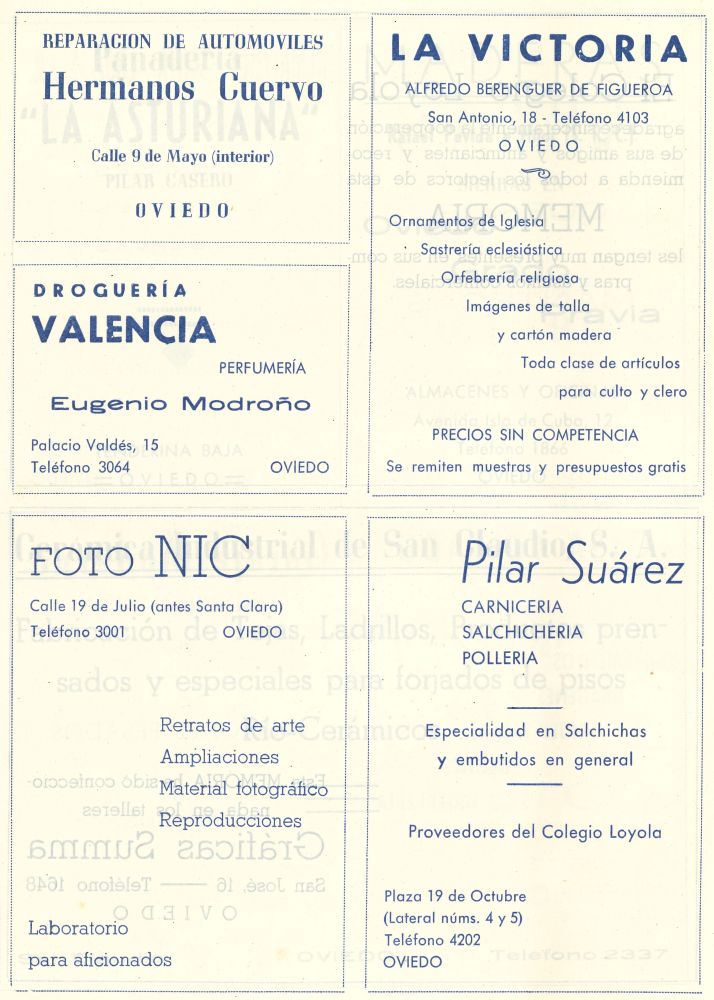 REPARACION DE AUTOMOVILES
Hermanos Cuervo
Calle 9 de Mayo (interior)
OVIEDO
LA VICTORIA
ALFREDO BERENGUER DE FIGUEROA
San Antonio, 18 - Teléfono 4103
OVIEDO
Ornamentos de Iglesia
Sastrería eclesiástica
Orfebrería religiosa
Imágenes de talla
y cartón madera
Toda clase de artículos
para culto y clero
PRECIOS SIN COMPETENCIA
Se remiten muestras y presupuestos gratis
DROGUERÍA
VALENCIA
PERFUMERÍA
Eugenio Modroño
Palacio Valdés, 15
Teléfono 3064 OVIEDO
FOTO NIC
Calle 19 de Julio (antes Santa Clara)
Teléfono 3001 OVIEDO
Retratos de arte
Ampliaciones
Material fotográfico
Reproducciones
Laboratorio
para aficionados
Pilar Suárez
CARNICERIA
SALCHICHERIA
POLLERIA
Especialidad en Salchichas
y embutidos en general
Proveedores del Colegio Loyola
Plaza 19 de Octubre
(Lateral núms. 4 y 5)
Teléfono 4202
OVIEDO